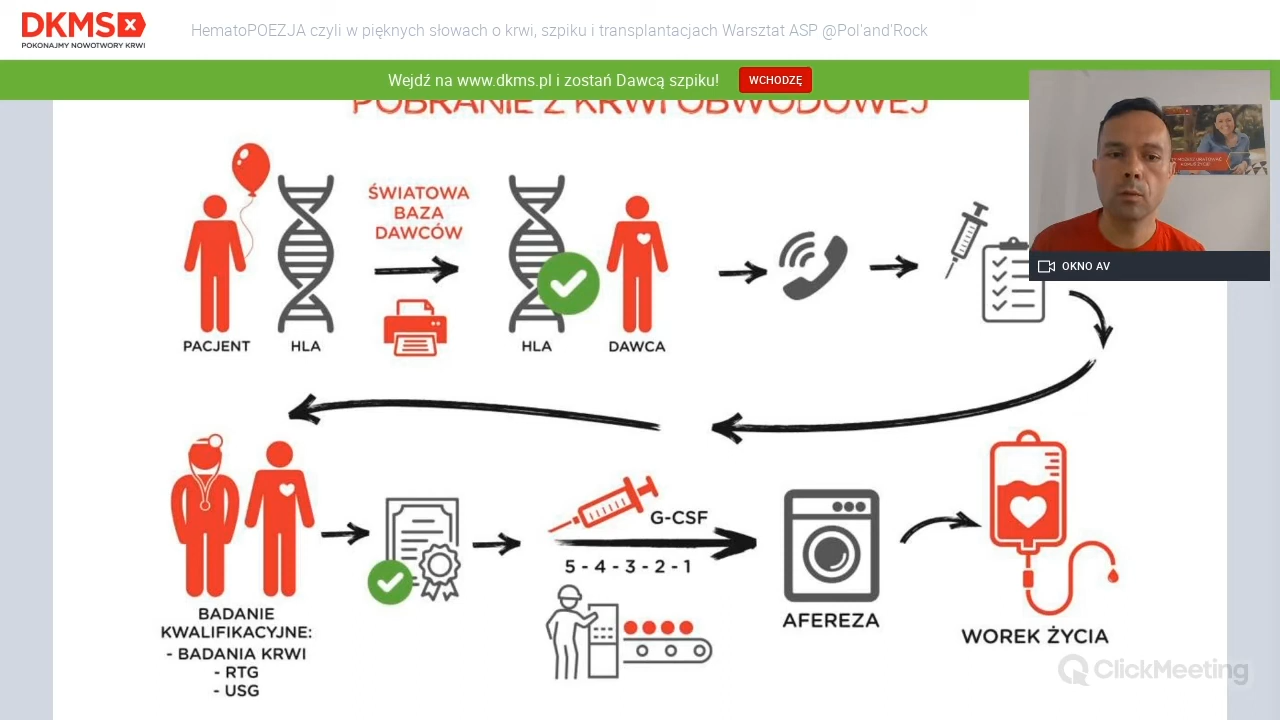 DKMS
POKONAJMY NOWOTWORY KRWI
HematoPOEZJA czyli w pięknych słowach o krwi, szpiku i transplantacjach Warsztat ASP @Pol'and'Rock
Wejdź na www.dkms.pl i zostań Dawcą szpiku!
WCHODZĘ
POBRANIE Z KRWI OBWODOWEJ
OKNO AV
ŚWIATOWA
BAZA
DAWCÓW
PACJENT
HLA
HLA
DAWCA
G-CSF
5 - 4 - 3 - 2 - 1
BADANIE
KWALIFIKACYJNE:
- BADANIA KRWI
- RTG
- USG
AFEREZA
WOREK ŻYCIA
ClickMeeting